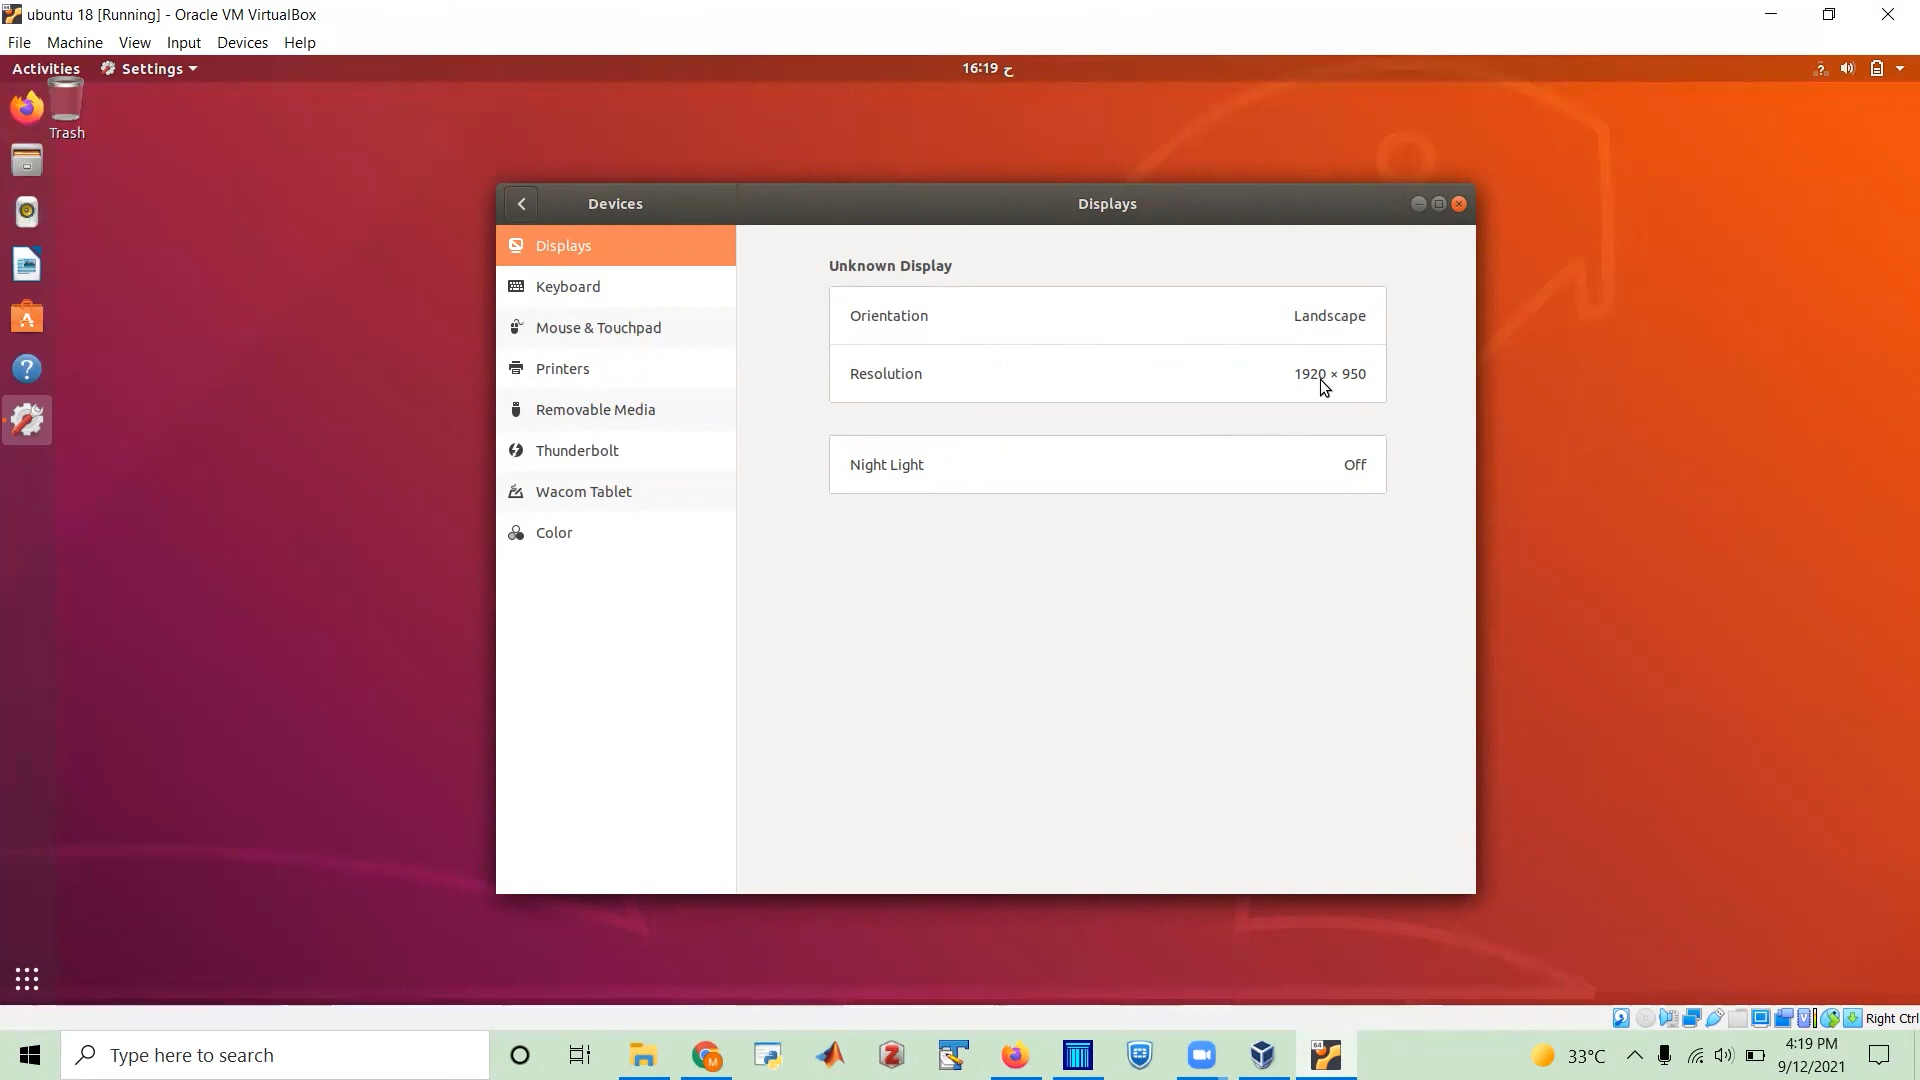 ubuntu 18 [Running] - Oracle VM VirtualBox
File Machine View Input Devices Help
Activities Settings
16:19 ح
Trash
Devices
Displays
Displays
Keyboard
Mouse & Touchpad
Printers
Removable Media
Thunderbolt
Wacom Tablet
Color
Unknown Display
Orientation Landscape
Resolution 1920 × 950
Night Light Off
Right Ctrl
Type here to search
33°C
4:19 PM
9/12/2021